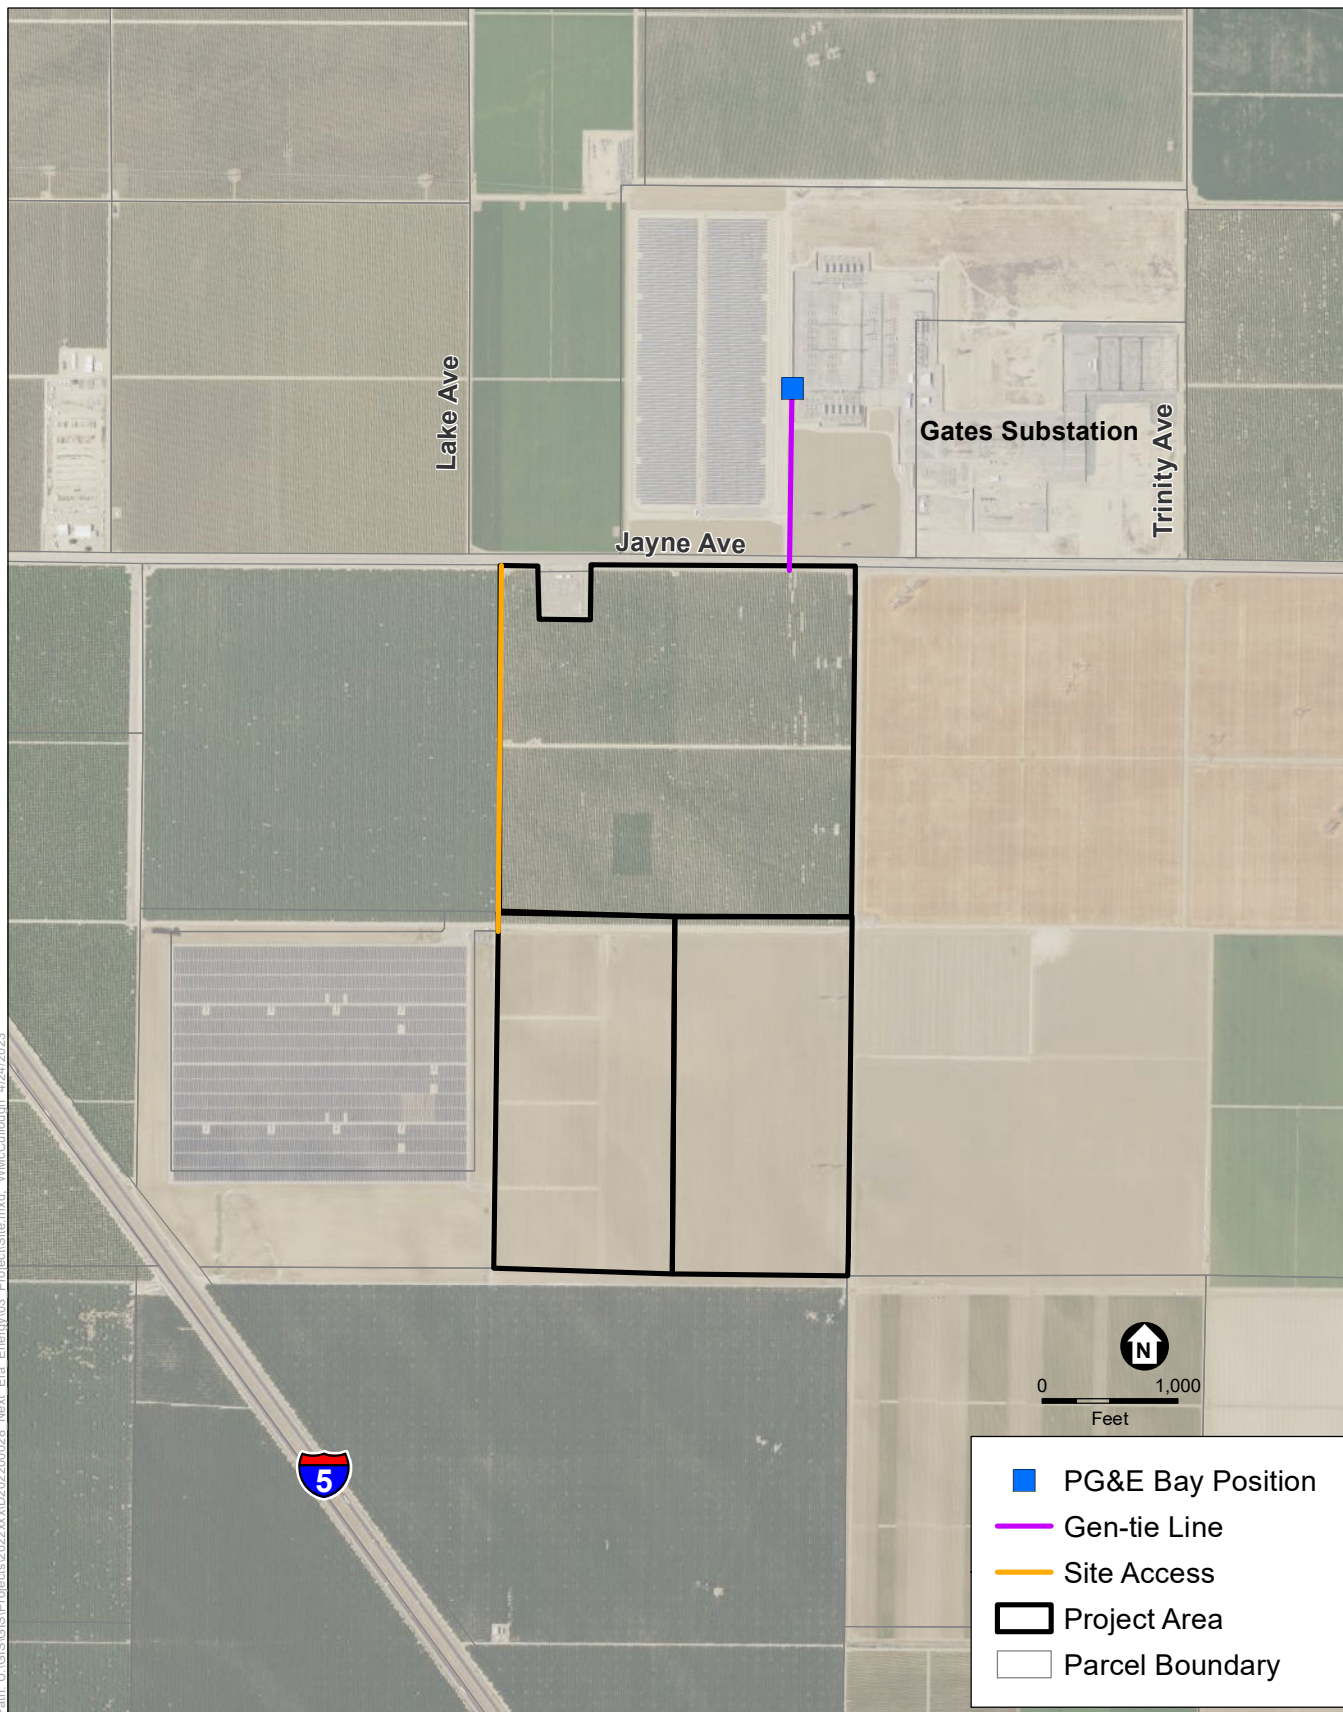 Lake Ave
Gates Substation
Trinity Ave
Jayne Ave
N
0 1,000
Feet
5
PG&E Bay Position
Gen-tie Line
Site Access
Project Area
Parcel Boundary